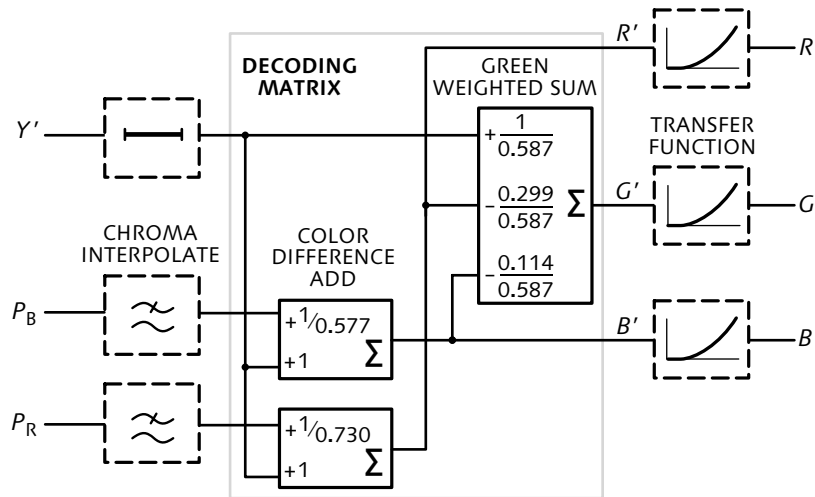 R'
R
DECODING
MATRIX
GREEN
WEIGHTED SUM
Y'
+ 1/0.587
TRANSFER
FUNCTION
- 0.299/0.587
Σ
G'
G
CHROMA
INTERPOLATE
COLOR
DIFFERENCE
ADD
- 0.114/0.587
PB
+1/0.577
+1
Σ
B'
B
PR
+1/0.730
+1
Σ